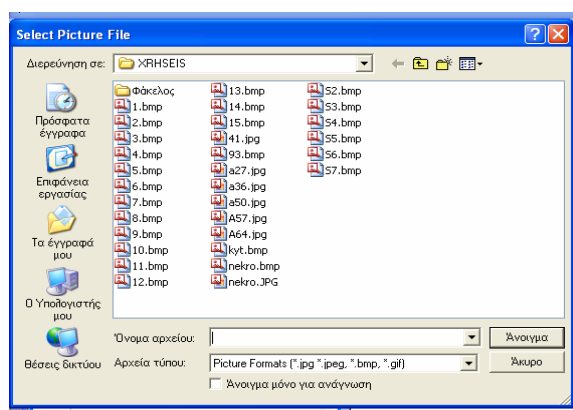 Select Picture File
Διερεύνηση σε:
XRHSEIS
Πρόσφατα
έγγραφα
Επιφάνεια
εργασίας
Τα έγγραφά
μου
Ο Υπολογιστής
μου
Θέσεις δικτύου
Φάκελος
1.bmp
2.bmp
3.bmp
4.bmp
5.bmp
6.bmp
7.bmp
8.bmp
9.bmp
10.bmp
11.bmp
12.bmp
13.bmp
14.bmp
15.bmp
41.jpg
93.bmp
a27.jpg
a36.jpg
a50.jpg
A57.jpg
A64.jpg
kyt.bmp
nekro.bmp
nekro.JPG
S2.bmp
S3.bmp
S4.bmp
S5.bmp
S6.bmp
S7.bmp
Όνομα αρχείου:
Άνοιγμα
Αρχεία τύπου:
Picture Formats (*.jpg *.jpeg, *.bmp, *.gif)
Άκυρο
Άνοιγμα μόνο για ανάγνωση